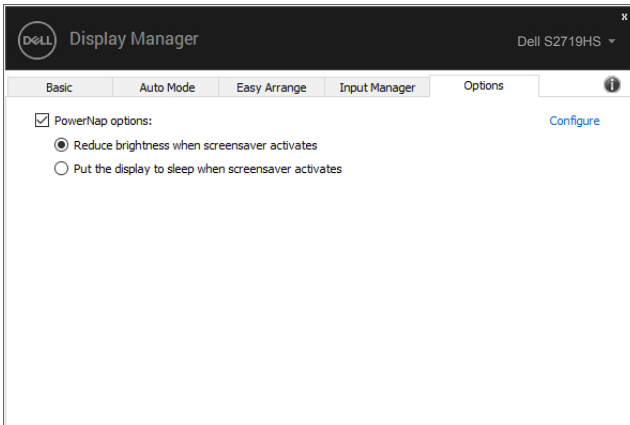 x
DELL Display Manager
Dell S2719HS
Basic Auto Mode Easy Arrange Input Manager Options i
PowerNap options: Configure
Reduce brightness when screensaver activates
Put the display to sleep when screensaver activates